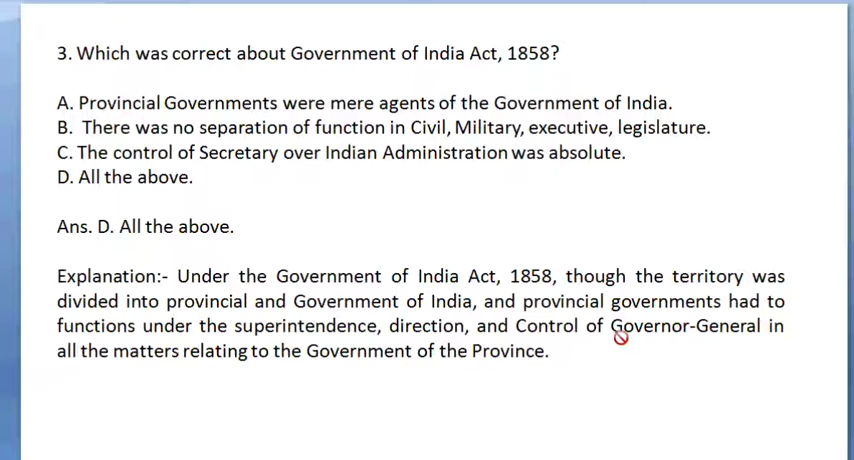 3. Which was correct about Government of India Act, 1858?
A. Provincial Governments were mere agents of the Government of India.
B. There was no separation of function in Civil, Military, executive, legislature.
C. The control of Secretary over Indian Administration was absolute.
D. All the above.
Ans. D. All the above.
Explanation:- Under the Government of India Act, 1858, though the territory was
divided into provincial and Government of India, and provincial governments had to
functions under the superintendence, direction, and Control of Governor-General in
all the matters relating to the Government of the Province.